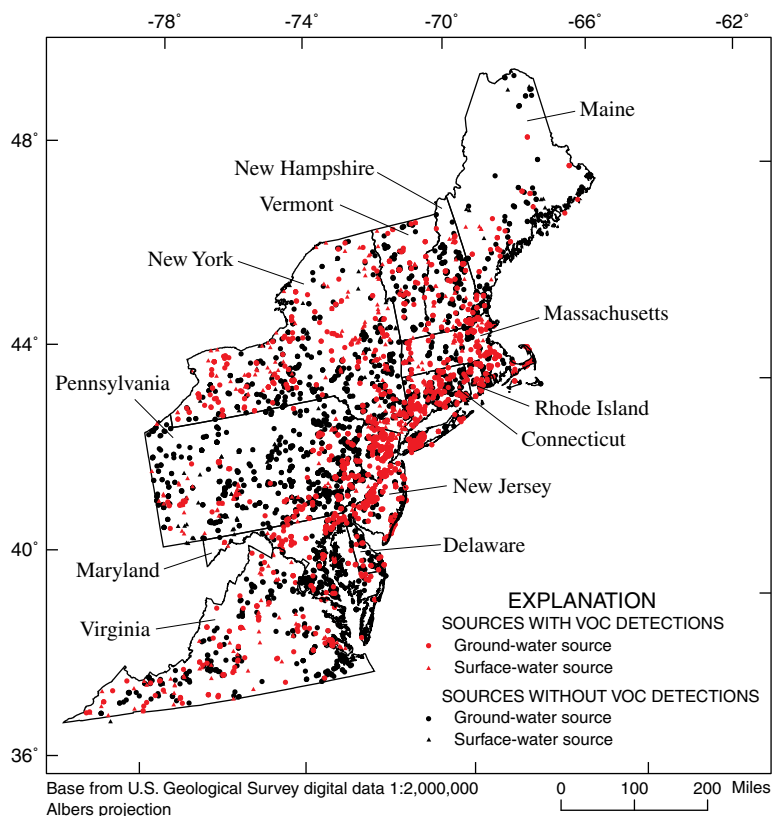 -78 -74 -70 -66 -62
48°
44°
40°
36°
Maine
New Hampshire
Vermont
New York
Massachusetts
Pennsylvania
Rhode Island
Connecticut
New Jersey
Delaware
Maryland
Virginia
EXPLANATION
SOURCES WITH VOC DETECTIONS
Ground-water source
Surface-water source
SOURCES WITHOUT VOC DETECTIONS
Ground-water source
Surface-water source
Base from U.S. Geological Survey digital data 1:2,000,000
Albers projection
0 100 200 Miles